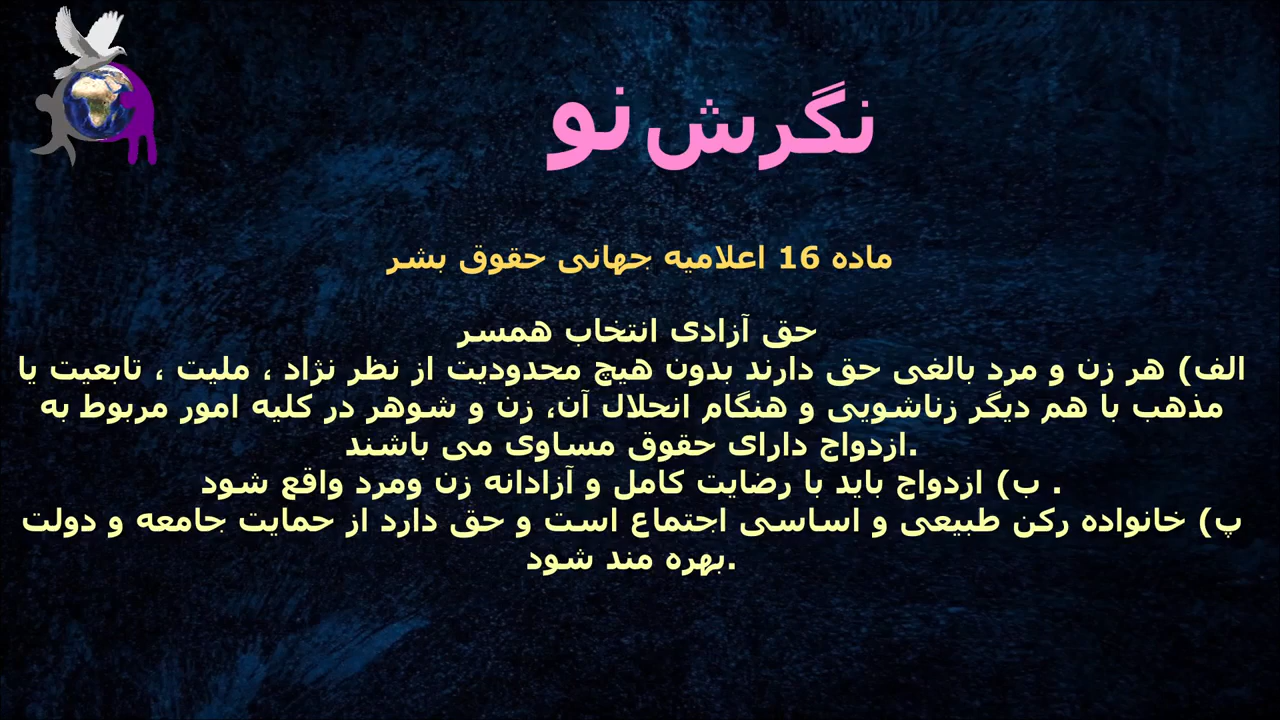 نگرش نو
ماده 16 اعلامیه جهانی حقوق بشر
حق آزادی انتخاب همسر
الف) هر زن و مرد بالغی حق دارند بدون هیچ محدودیت از نظر نژاد ، ملیت ، تابعیت یا
مذهب با هم دیگر زناشویی و هنگام انحلال آن، زن و شوهر در کلیه امور مربوط به
.ازدواج دارای حقوق مساوی می باشند
. ب) ازدواج باید با رضایت کامل و آزادانه زن ومرد واقع شود
پ) خانواده رکن طبیعی و اساسی اجتماع است و حق دارد از حمایت جامعه و دولت
.بهره مند شود